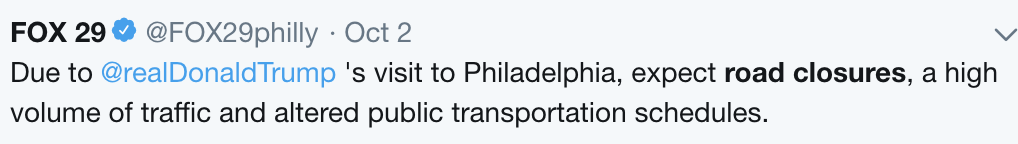 FOX 29 @FOX29philly · Oct 2
Due to @realDonaldTrump 's visit to Philadelphia, expect road closures, a high
volume of traffic and altered public transportation schedules.